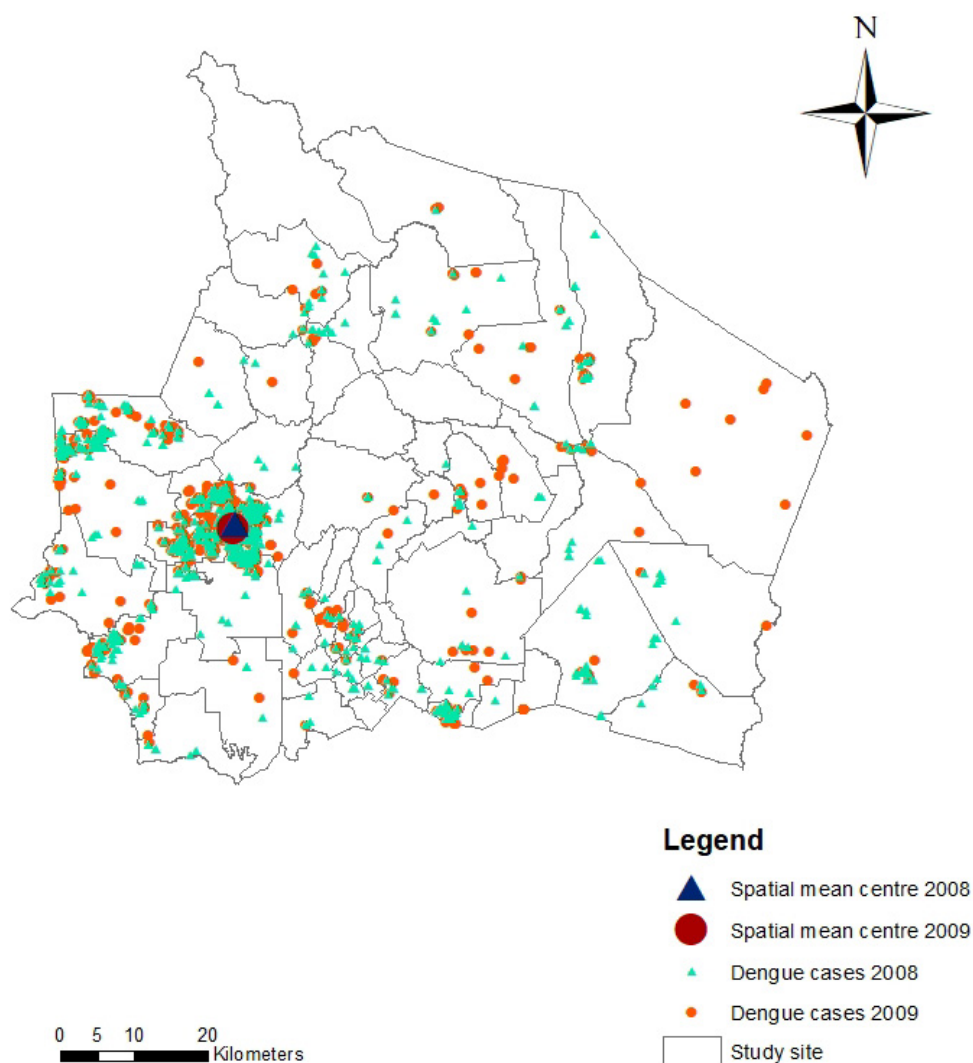 N
Legend
Spatial mean centre 2008
Spatial mean centre 2009
Dengue cases 2008
Dengue cases 2009
Study site
0 5 10 20
Kilometers